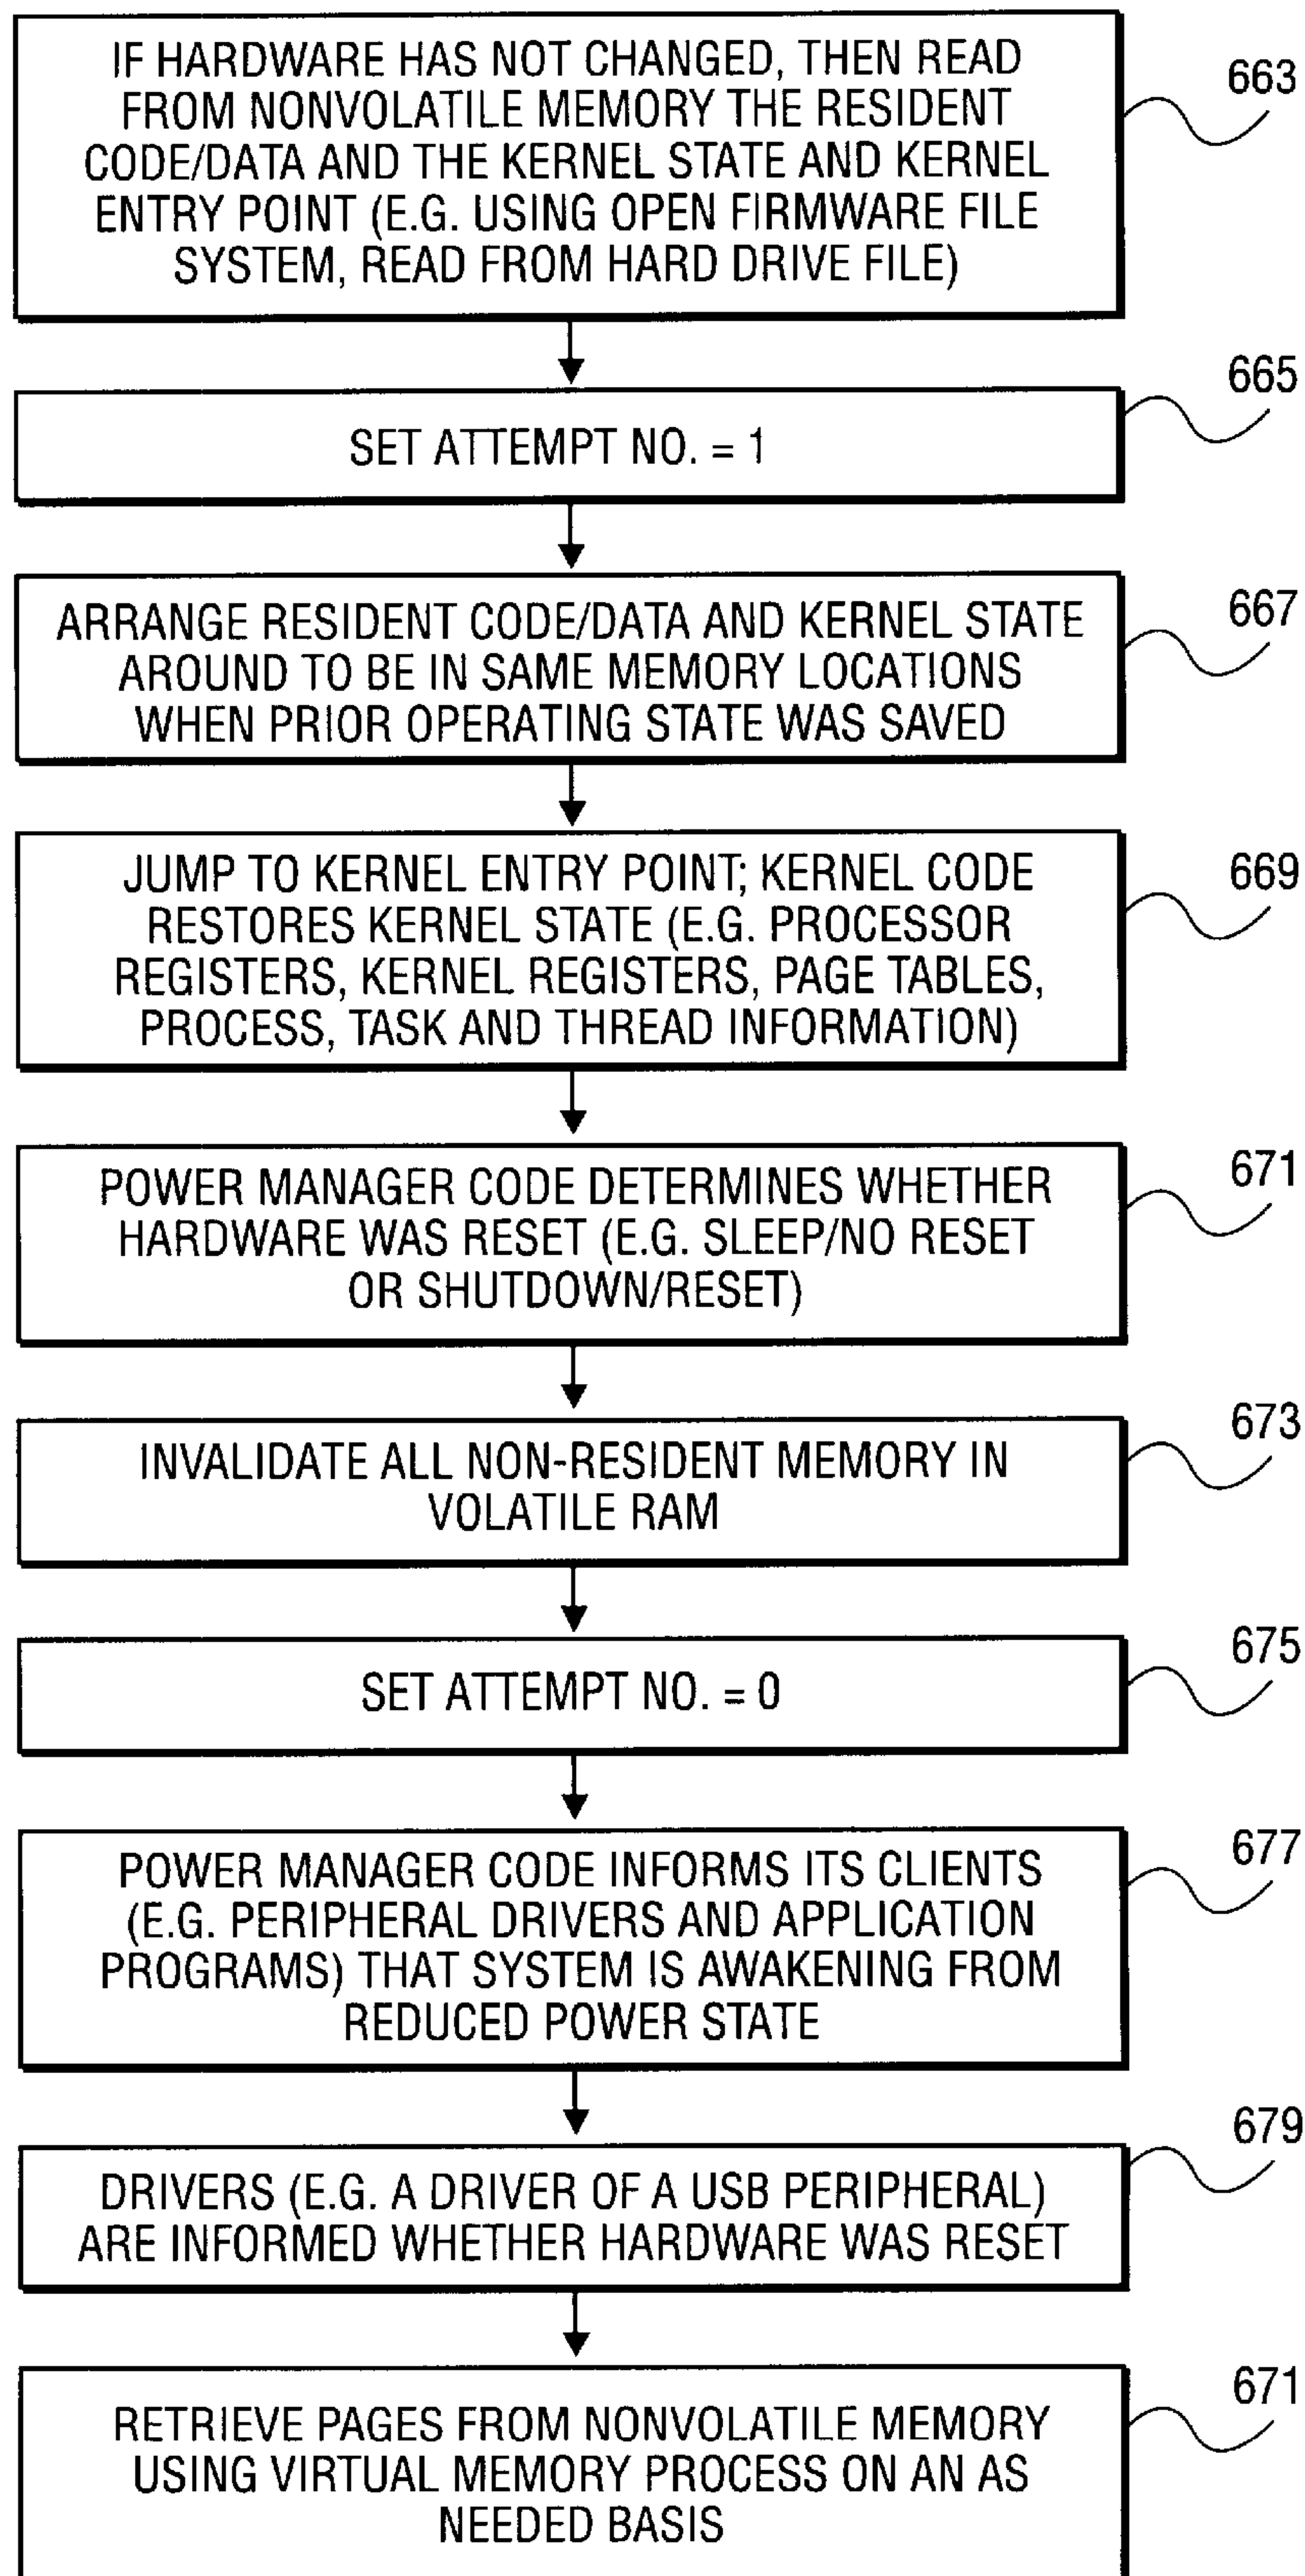 IF HARDWARE HAS NOT CHANGED, THEN READ
FROM NONVOLATILE MEMORY THE RESIDENT
CODE/DATA AND THE KERNEL STATE AND KERNEL
ENTRY POINT (E.G. USING OPEN FIRMWARE FILE
SYSTEM, READ FROM HARD DRIVE FILE)
663
SET ATTEMPT NO. = 1
665
ARRANGE RESIDENT CODE/DATA AND KERNEL STATE
AROUND TO BE IN SAME MEMORY LOCATIONS
WHEN PRIOR OPERATING STATE WAS SAVED
667
JUMP TO KERNEL ENTRY POINT; KERNEL CODE
RESTORES KERNEL STATE (E.G. PROCESSOR
REGISTERS, KERNEL REGISTERS, PAGE TABLES,
PROCESS, TASK AND THREAD INFORMATION)
669
POWER MANAGER CODE DETERMINES WHETHER
HARDWARE WAS RESET (E.G. SLEEP/NO RESET
OR SHUTDOWN/RESET)
671
INVALIDATE ALL NON-RESIDENT MEMORY IN
VOLATILE RAM
673
SET ATTEMPT NO. = 0
675
POWER MANAGER CODE INFORMS ITS CLIENTS
(E.G. PERIPHERAL DRIVERS AND APPLICATION
PROGRAMS) THAT SYSTEM IS AWAKENING FROM
REDUCED POWER STATE
677
DRIVERS (E.G. A DRIVER OF A USB PERIPHERAL)
ARE INFORMED WHETHER HARDWARE WAS RESET
679
RETRIEVE PAGES FROM NONVOLATILE MEMORY
USING VIRTUAL MEMORY PROCESS ON AN AS
NEEDED BASIS
671